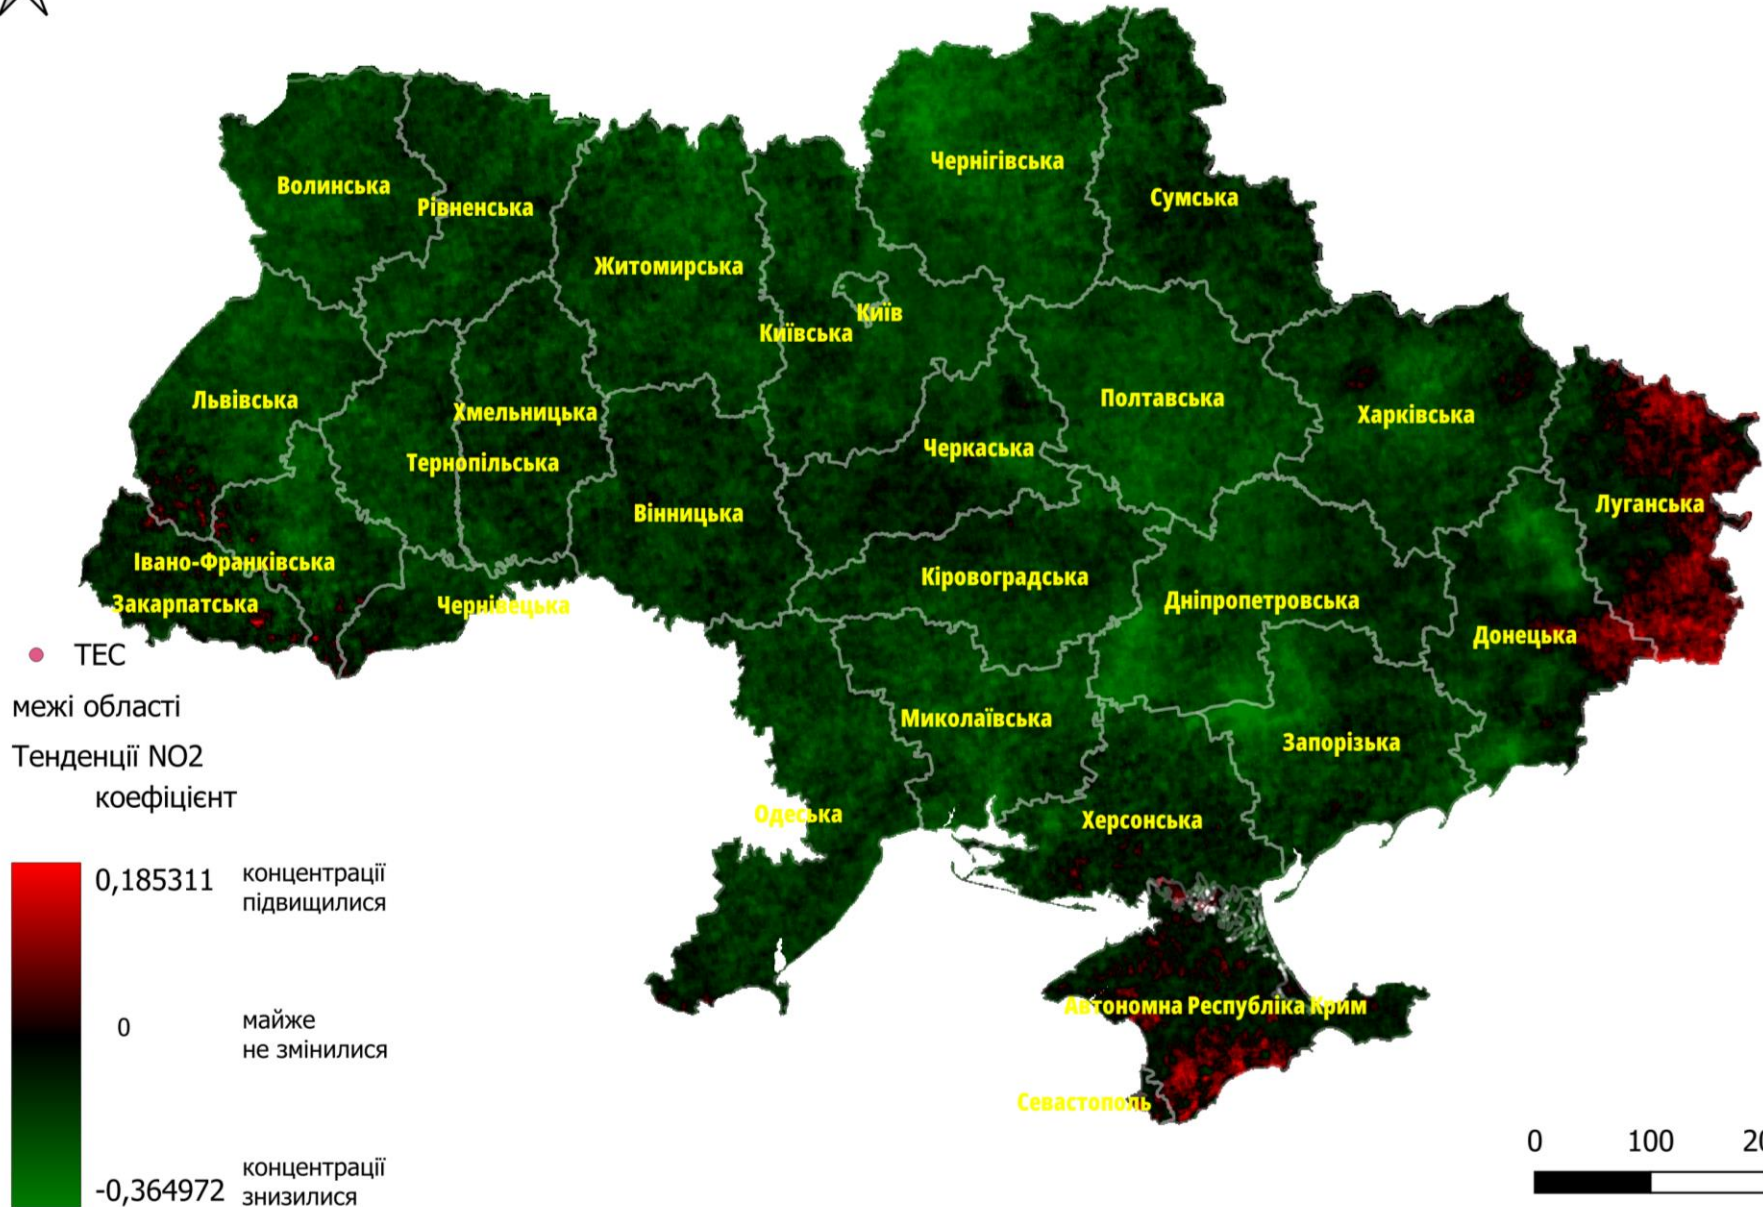 Чернігівська
Сумська
Волинська
Рівненська
Житомирська
Київ
Київська
Львівська
Хмельницька
Полтавська
Харківська
Черкаська
Тернопільська
Вінницька
Луганська
Івано-Франківська
Кіровоградська
Закарпатська
Чернівецька
Дніпропетровська
Донецька
Миколаївська
Запорізька
Одеська
Херсонська
Автономна Республіка Крим
Севастополь
ТЕС
межі області
Тенденції NO2
коефіцієнт
0,185311
концентрації
підвищилися
0
майже
не змінилися
-0,364972
концентрації
знизилися
0 100